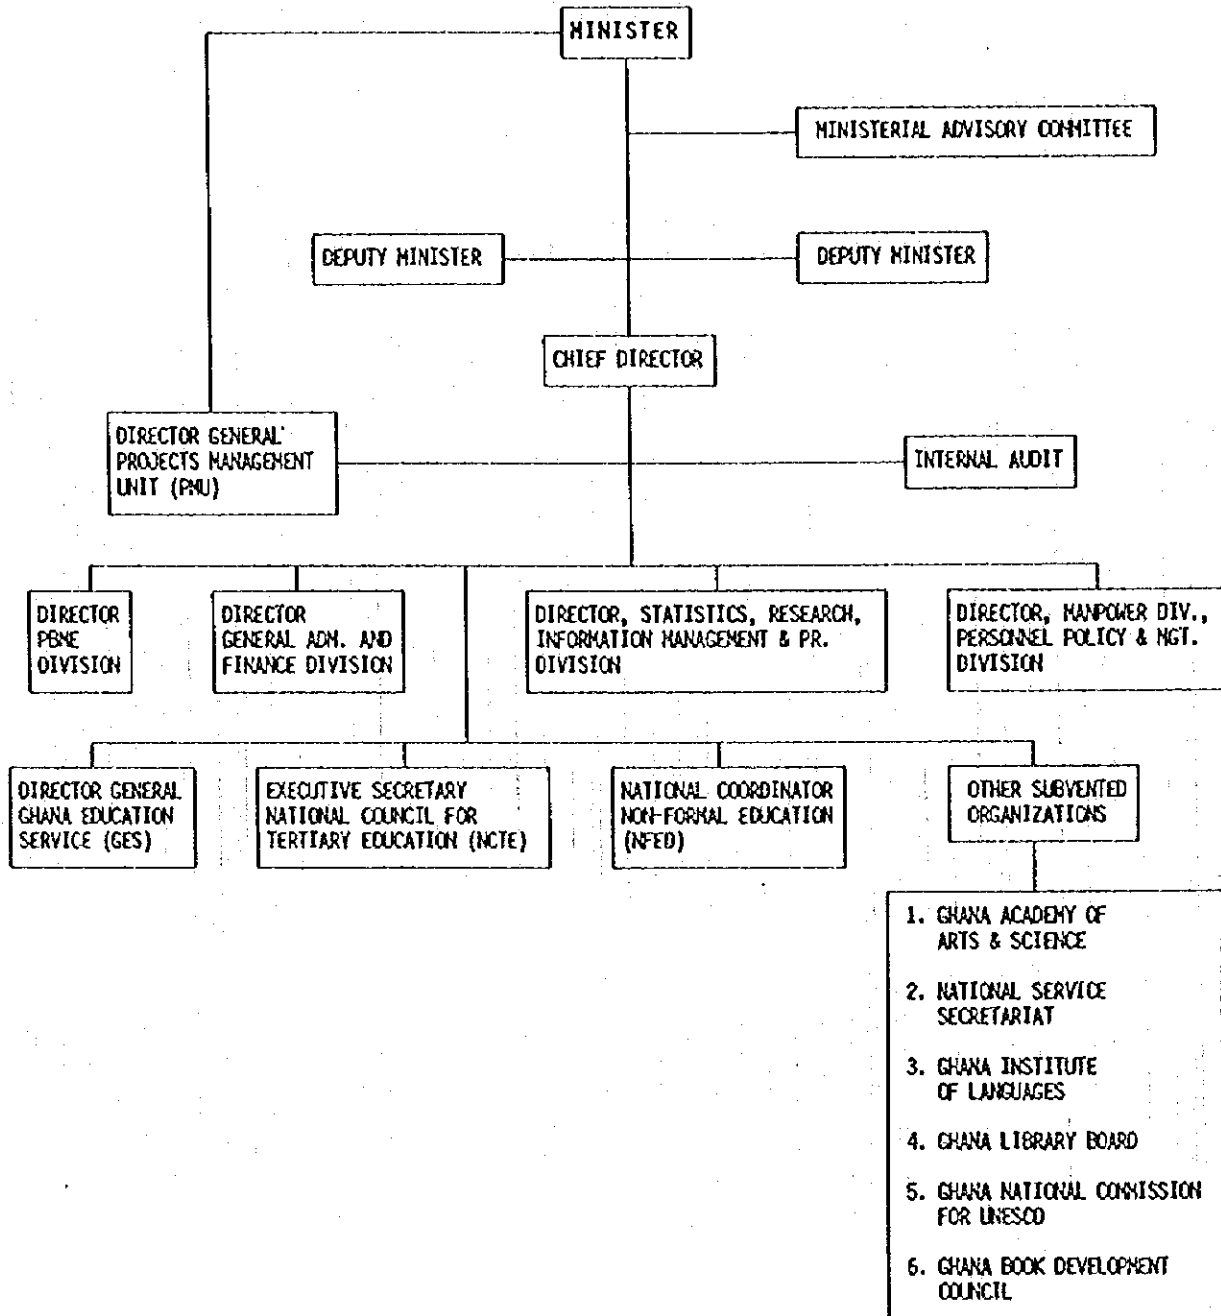 MINISTER
MINISTERIAL ADVISORY COMMITTEE
DEPUTY MINISTER
DEPUTY MINISTER
CHIEF DIRECTOR
DIRECTOR GENERAL
PROJECTS MANAGEMENT
UNIT (PMU)
INTERNAL AUDIT
DIRECTOR
PBME
DIVISION
DIRECTOR
GENERAL ADM. AND
FINANCE DIVISION
DIRECTOR, STATISTICS, RESEARCH,
INFORMATION MANAGEMENT & PR.
DIVISION
DIRECTOR, MANPOWER DIV.,
PERSONNEL POLICY & MGT.
DIVISION
DIRECTOR GENERAL
GHANA EDUCATION
SERVICE (GES)
EXECUTIVE SECRETARY
NATIONAL COUNCIL FOR
TERTIARY EDUCATION (NCTE)
NATIONAL COORDINATOR
NON-FORMAL EDUCATION
(NFED)
OTHER SUBVENTED
ORGANIZATIONS
1. GHANA ACADEMY OF
ARTS & SCIENCE
2. NATIONAL SERVICE
SECRETARIAT
3. GHANA INSTITUTE
OF LANGUAGES
4. GHANA LIBRARY BOARD
5. GHANA NATIONAL COMMISSION
FOR UNESCO
6. GHANA BOOK DEVELOPMENT
COUNCIL